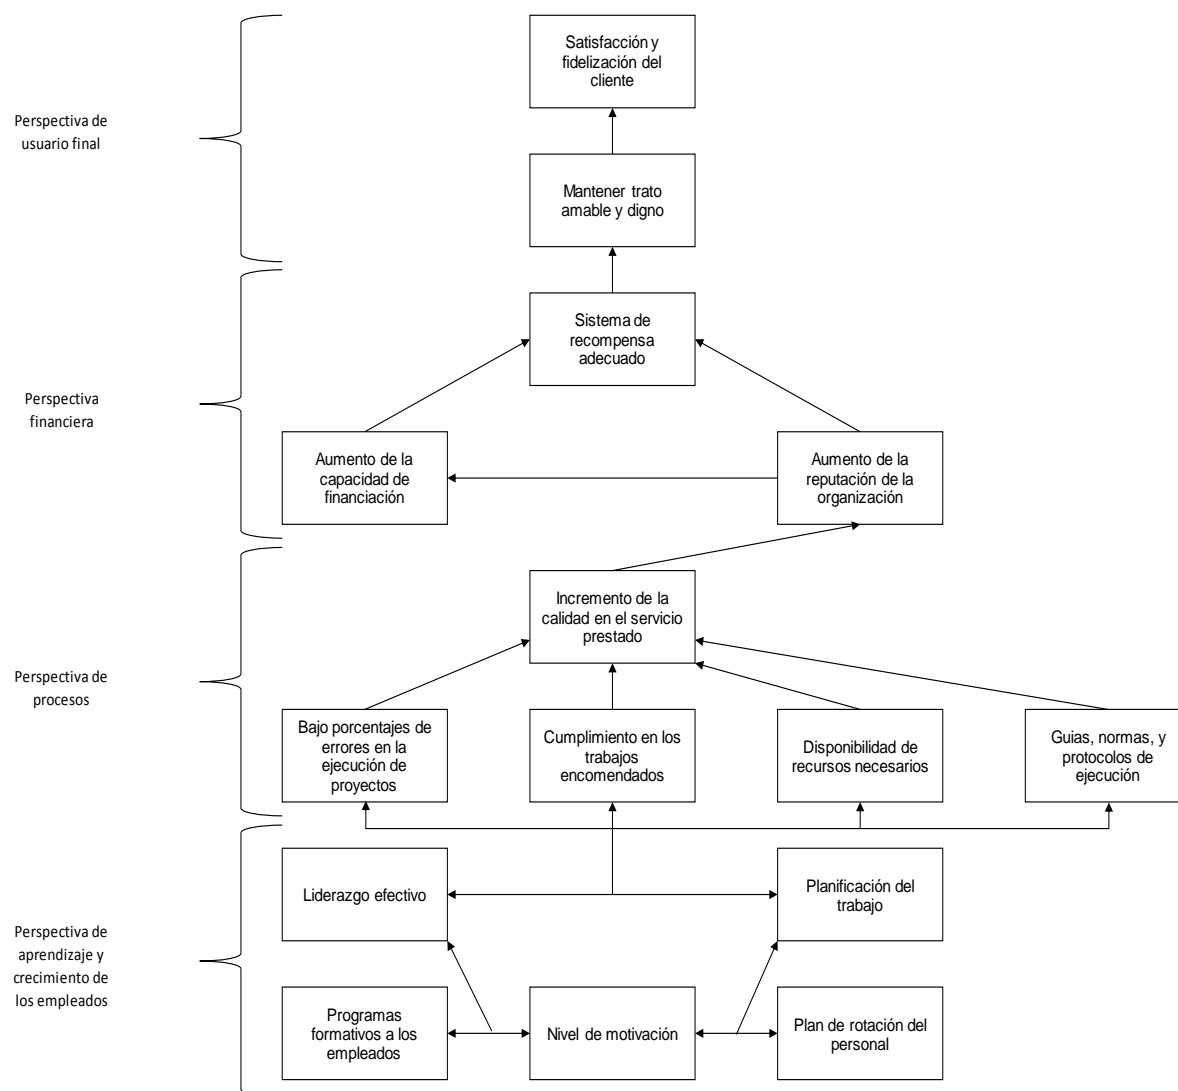 Satisfacción y
fidelización del
cliente
Perspectiva de
usuario final
Mantener trato
amable y digno
Sistema de
recompensa
adecuado
Perspectiva
financiera
Aumento de la
capacidad de
financiación
Aumento de la
reputación de la
organización
Incremento de la
calidad en el servicio
prestado
Perspectiva de
procesos
Bajo porcentajes de
errores en la
ejecución de
proyectos
Cumplimiento en los
trabajos
encomendados
Disponibilidad de
recursos necesarios
Guias, normas, y
protocolos de
ejecución
Liderazgo efectivo
Planificación del
trabajo
Perspectiva de
aprendizaje y
crecimiento de
los empleados
Programas
formativos a los
empleados
Nivel de motivación
Plan de rotación del
personal